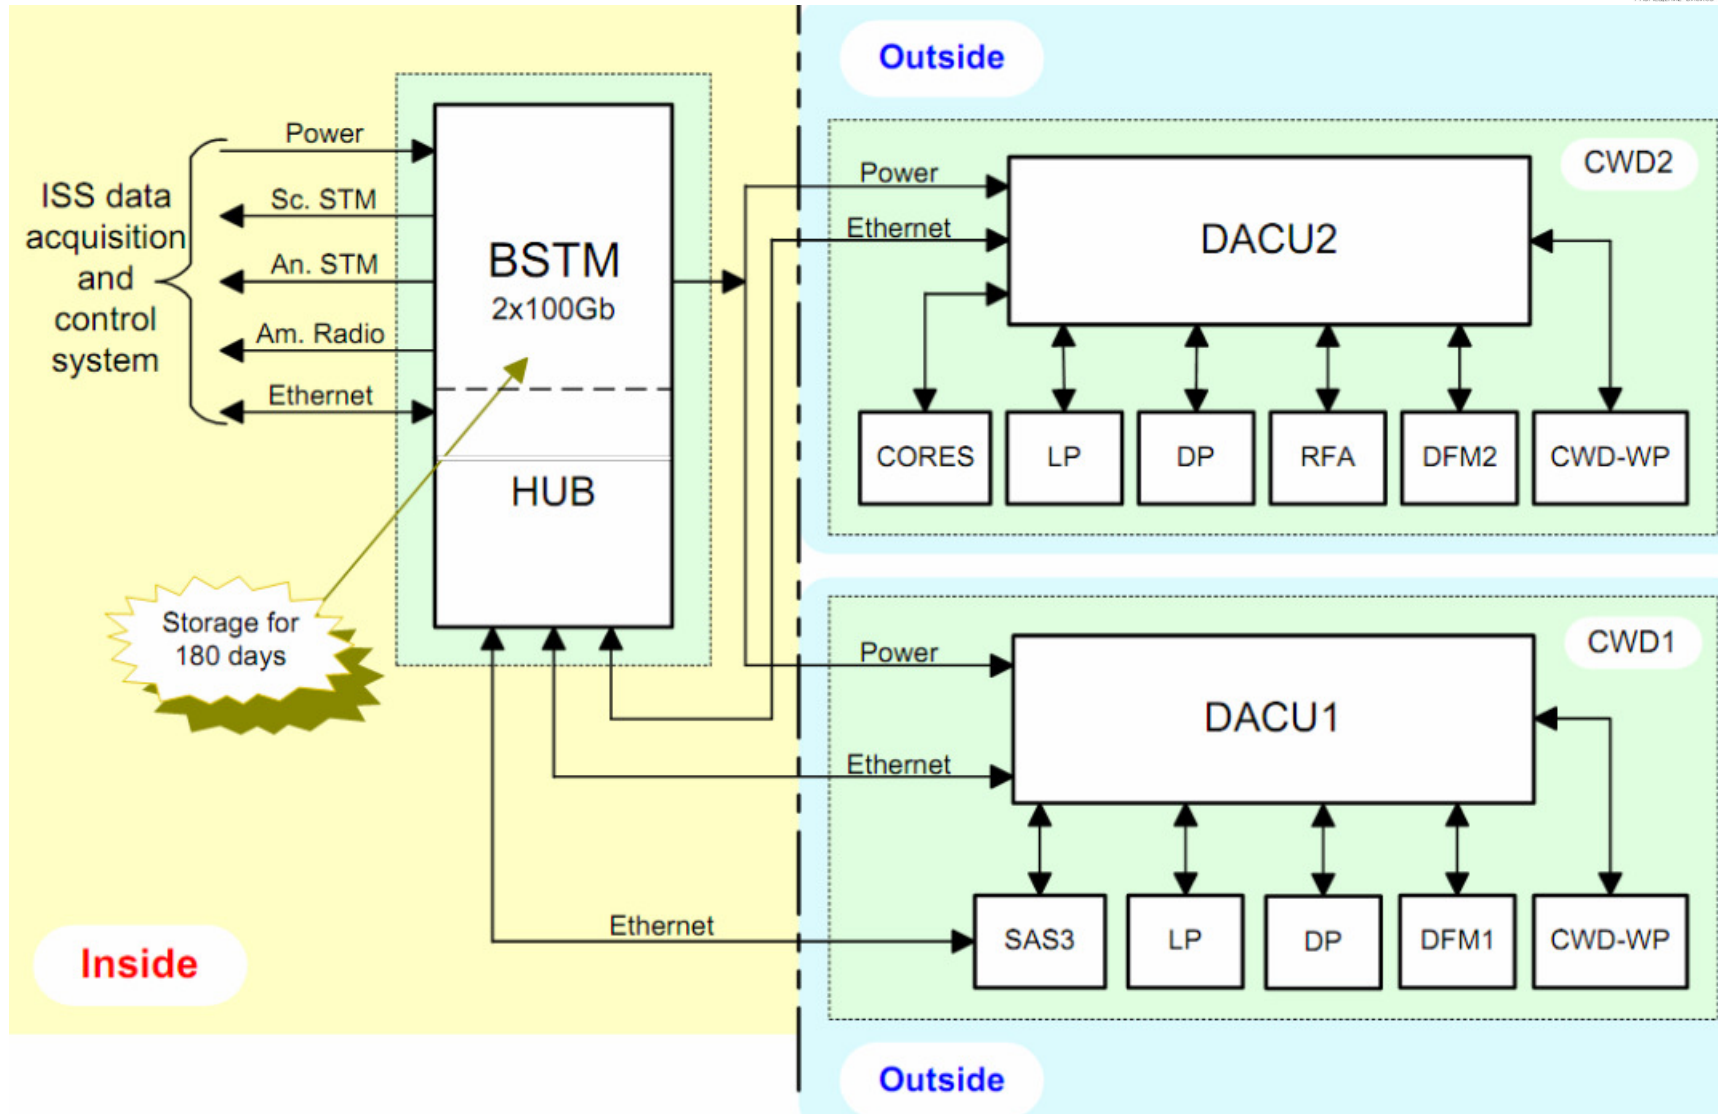 Outside
CWD2
Power
Ethernet
DACU2
CORES
LP
DP
RFA
DFM2
CWD-WP
ISS data
acquisition
and
control
system
Power
Sc. STM
An. STM
Am. Radio
Ethernet
BSTM
2x100Gb
HUB
Storage for
180 days
CWD1
Power
Ethernet
DACU1
Ethernet
SAS3
LP
DP
DFM1
CWD-WP
Inside
Outside